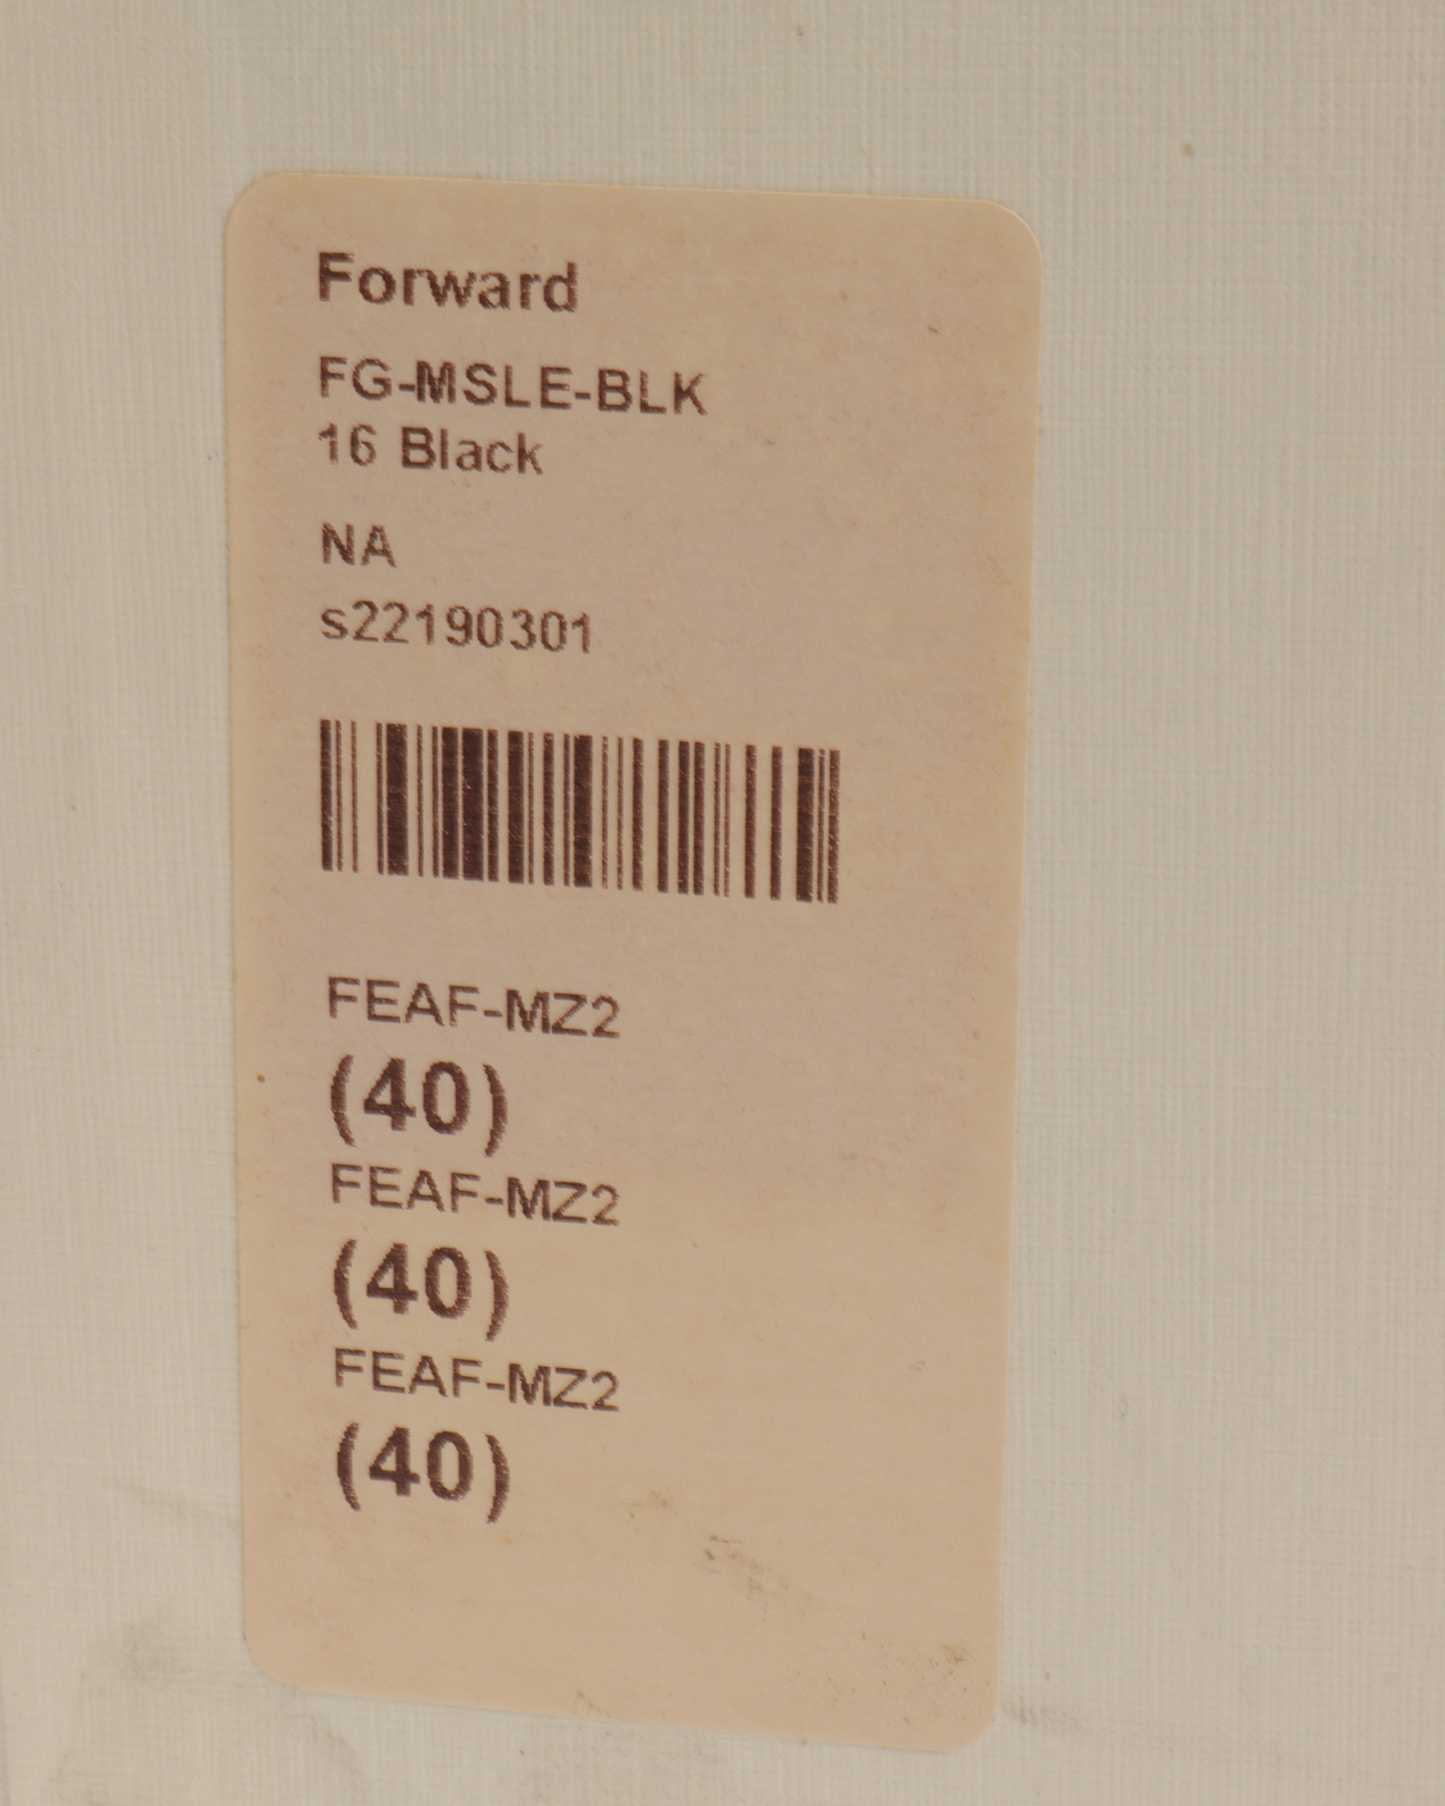 Forward
FG-MSLE-BLK
16 Black
NA
s22190301
FEAF-MZ2
(40)
FEAF-MZ2
(40)
FEAF-MZ2
(40)